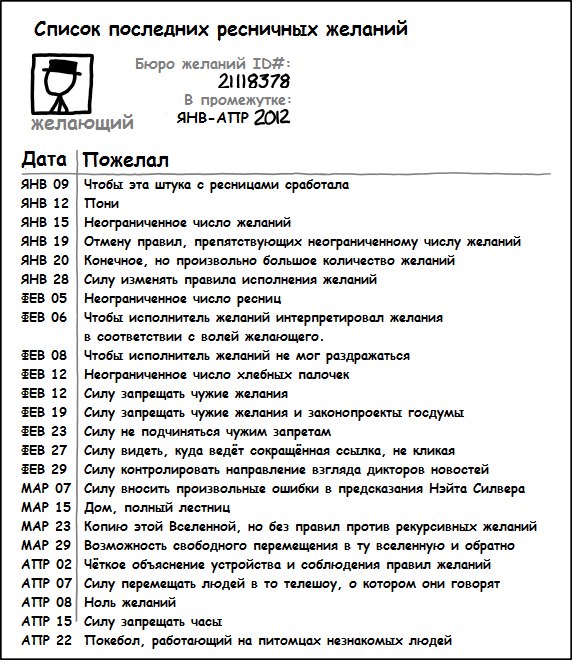 Список последних ресничных желаний
Бюро желаний ID#:
21118378
В промежутке:
ЯНВ-АПР 2012
желающий
Дата Пожелал
ЯНВ 09 Чтобы эта штука с ресницами сработала
ЯНВ 12 Пони
ЯНВ 15 Неограниченное число желаний
ЯНВ 19 Отмену правил, препятствующих неограниченному числу желаний
ЯНВ 20 Конечное, но произвольно большое количество желаний
ЯНВ 28 Силу изменять правила исполнения желаний
ФЕВ 05 Неограниченное число ресниц
ФЕВ 06 Чтобы исполнитель желаний интерпретировал желания
в соответствии с волей желающего.
ФЕВ 08 Чтобы исполнитель желаний не мог раздражаться
ФЕВ 12 Неограниченное число хлебных палочек
ФЕВ 12 Силу запрещать чужие желания
ФЕВ 19 Силу запрещать чужие желания и законопроекты госдумы
ФЕВ 23 Силу не подчиняться чужим запретам
ФЕВ 27 Силу видеть, куда ведёт сокращённая ссылка, не кликая
ФЕВ 29 Силу контролировать направление взгляда дикторов новостей
МАР 07 Силу вносить произвольные ошибки в предсказания Нэйта Силвера
МАР 15 Дом, полный лестниц
МАР 23 Копию этой Вселенной, но без правил против рекурсивных желаний
МАР 29 Возможность свободного перемещения в ту вселенную и обратно
АПР 02 Чёткое объяснение устройства и соблюдения правил желаний
АПР 07 Силу перемещать людей в то телешоу, о котором они говорят
АПР 08 Ноль желаний
АПР 15 Силу запрещать часы
АПР 22 Покебол, работающий на питомцах незнакомых людей